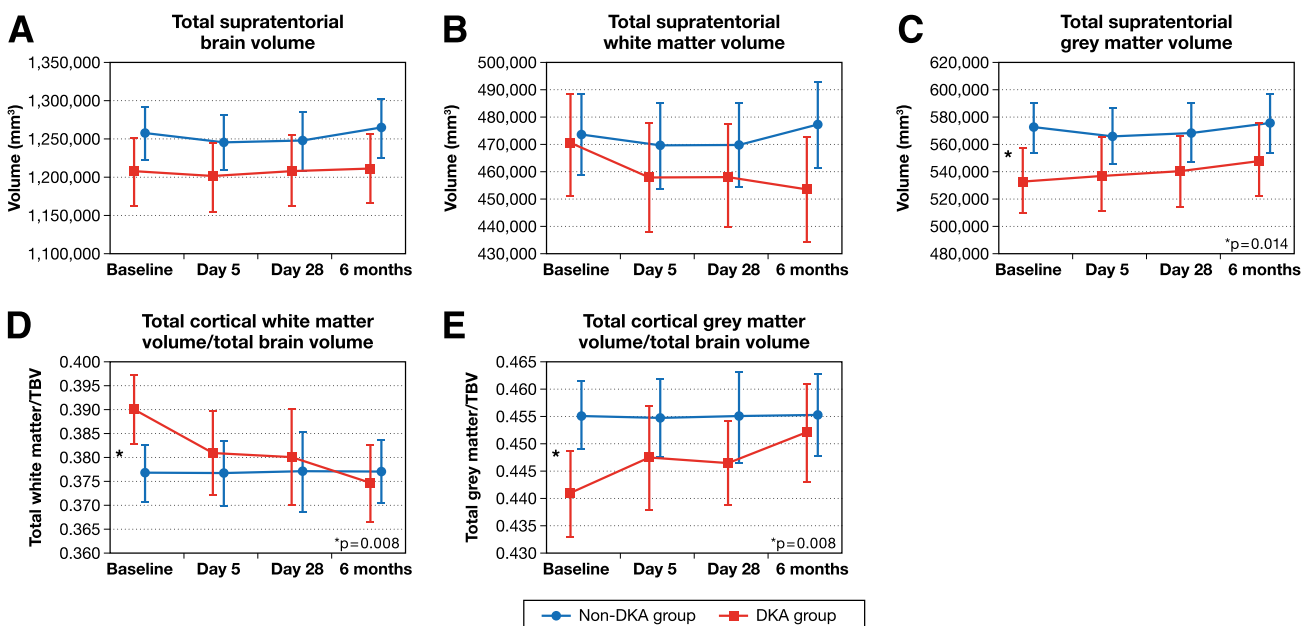 A
Total supratentorial
brain volume
Volume (mm³)
1,350,000
1,300,000
1,250,000
1,200,000
1,150,000
1,100,000
Baseline Day 5 Day 28 6 months
B
Total supratentorial
white matter volume
Volume (mm³)
500,000
490,000
480,000
470,000
460,000
450,000
440,000
430,000
Baseline Day 5 Day 28 6 months
C
Total supratentorial
grey matter volume
Volume (mm³)
620,000
600,000
580,000
560,000
540,000
520,000
500,000
480,000
*
*p=0.014
Baseline Day 5 Day 28 6 months
D
Total cortical white matter
volume/total brain volume
Total white matter/TBV
0.400
0.395
0.390
0.385
0.380
0.375
0.370
0.365
0.360
*
*p=0.008
Baseline Day 5 Day 28 6 months
E
Total cortical grey matter
volume/total brain volume
Total grey matter/TBV
0.465
0.460
0.455
0.450
0.445
0.440
0.435
0.430
*
*p=0.008
Baseline Day 5 Day 28 6 months
Non-DKA group DKA group